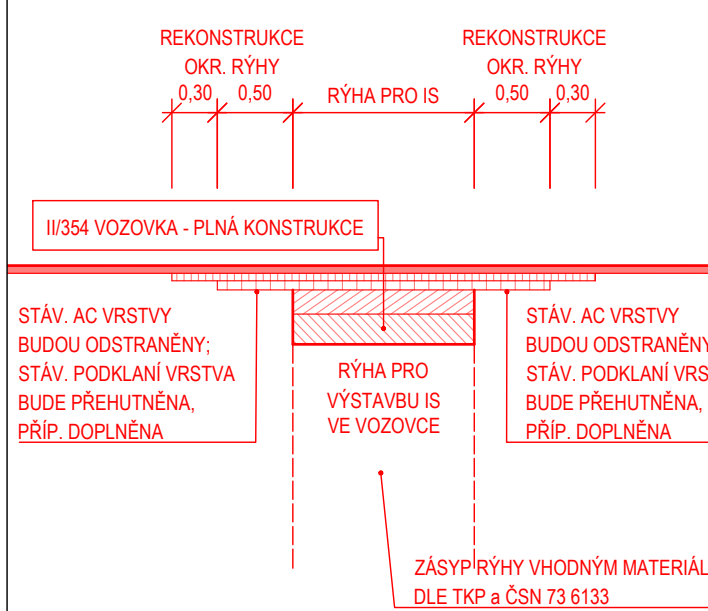 REKONSTRUKCE
OKR. RÝHY
0,30 0,50
RÝHA PRO IS
REKONSTRUKCE
OKR. RÝHY
0,50 0,30
II/354 VOZOVKA - PLNÁ KONSTRUKCE
STÁV. AC VRSTVY
BUDOU ODSTRANĚNY;
STÁV. PODKLANÍ VRSTVA
BUDE PŘEHUTNĚNA,
PŘÍP. DOPLNĚNA
RÝHA PRO
VÝSTAVBU IS
VE VOZOVCE
STÁV. AC VRSTVY
BUDOU ODSTRANĚNY
STÁV. PODKLANÍ VRS
BUDE PŘEHUTNĚNA,
PŘÍP. DOPLNĚNA
ZÁSYP RÝHY VHODNÝM MATERIÁL
DLE TKP a ČSN 73 6133